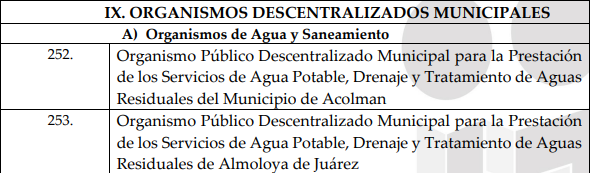 IX. ORGANISMOS DESCENTRALIZADOS MUNICIPALES
A) Organismos de Agua y Saneamiento
252. Organismo Público Descentralizado Municipal para la Prestación
de los Servicios de Agua Potable, Drenaje y Tratamiento de Aguas
Residuales del Municipio de Acolman
253. Organismo Público Descentralizado Municipal para la Prestación
de los Servicios de Agua Potable, Drenaje y Tratamiento de Aguas
Residuales de Almoloya de Juárez